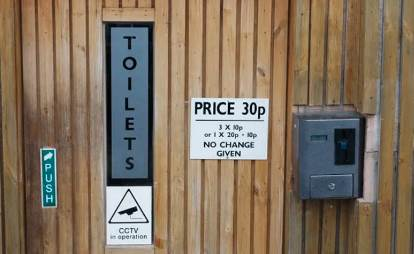 TOILETS
PRICE 30p
3 X 10p
or 1 X 20p + 10p
NO CHANGE
GIVEN
PUSH
CCTV
in operation